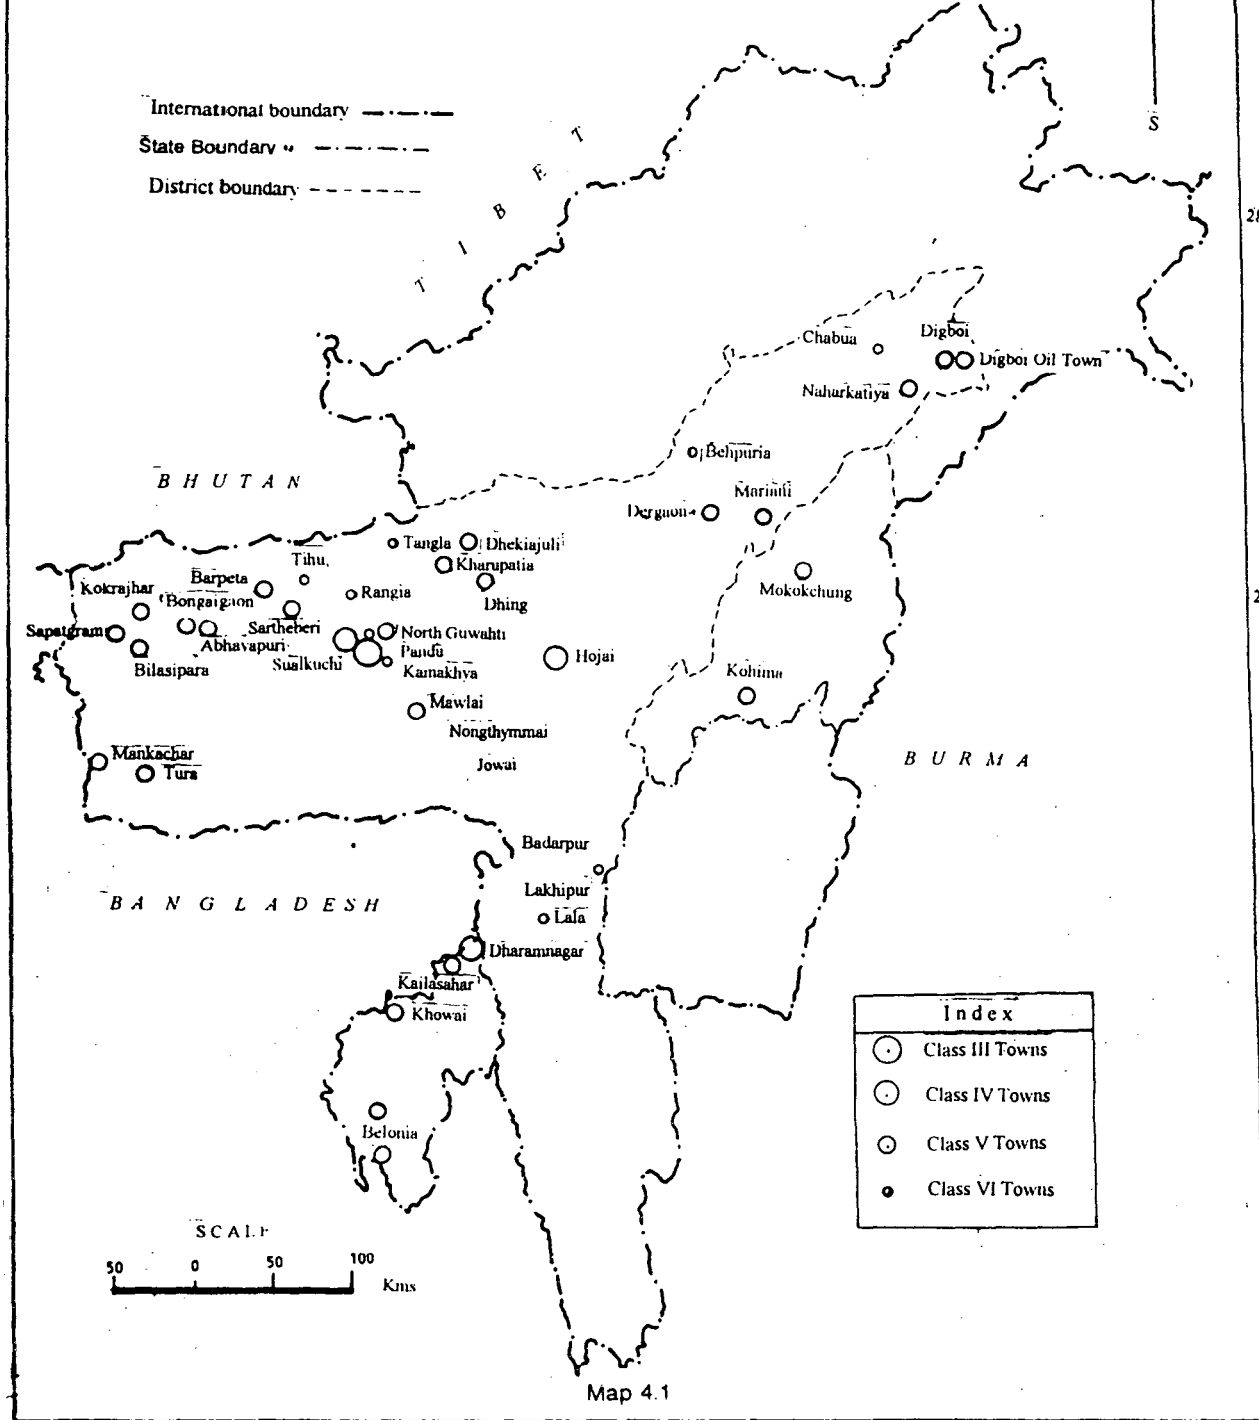 International boundary
State Boundary "
District boundary
S
T I B E T
28
Digboi
Chabua
Digboi Oil Town
Naharkatiya
Behpuria
BHUTAN
Mariani
Dergaon
Tangla
Dhekiajuli
Tihu
Kharupatia
Barpeta
Kokrajhar
Rangia
Dhing
Mokokchung
2
Bongaigaon
Sapatgram
Sartheberi
North Guwahti
Abhayapuri
Pandu
Sualkuchi
Hojai
Bilasipara
Kamakhya
Kohima
Mawlai
Nongthymmai
Mankachar
BURMA
Jowai
Tura
Badarpur
Lakhipur
BANGLADESH
Lala
Dharamnagar
Kailasahar
Khowai
Index
Class III Towns
Class IV Towns
Belonia
Class V Towns
Class VI Towns
SCALE
50 0 50 100
Kms
Map 4.1